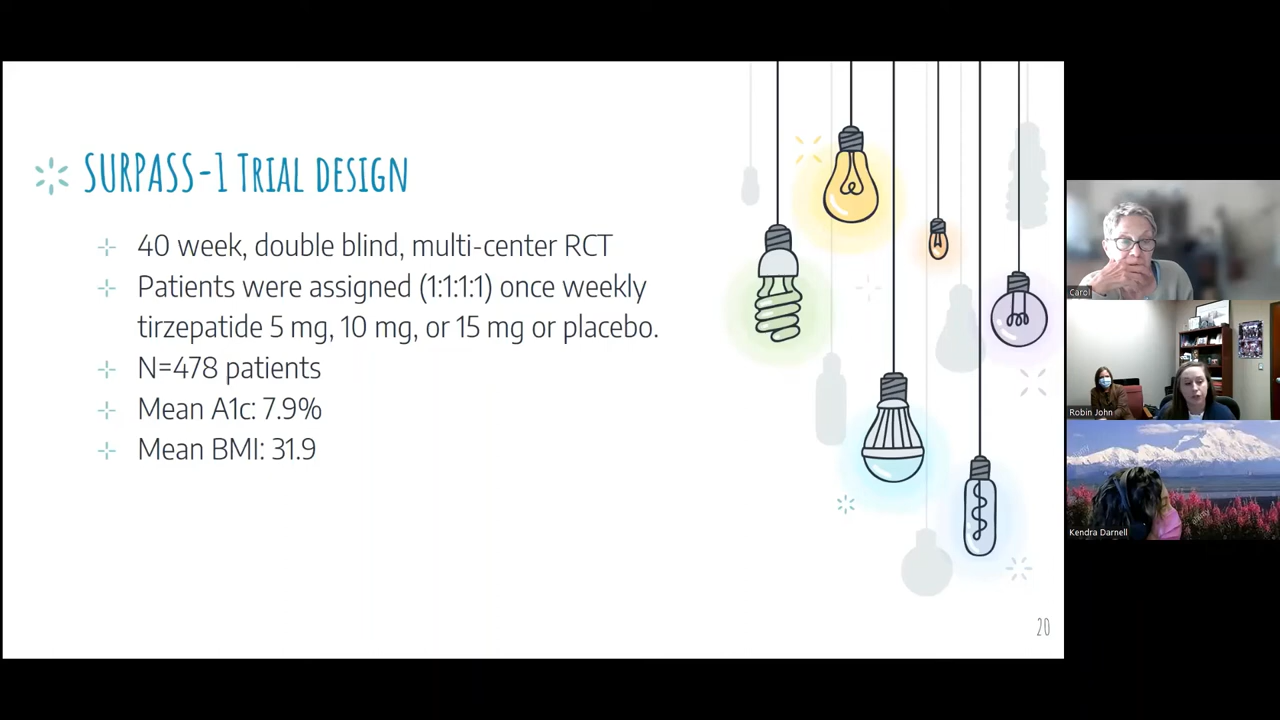 SURPASS-1 Trial design
40 week, double blind, multi-center RCT
Patients were assigned (1:1:1:1) once weekly
tirzepatide 5 mg, 10 mg, or 15 mg or placebo.
N=478 patients
Mean A1c: 7.9%
Mean BMI: 31.9
20
Carol
Robin John
Kendra Darnell